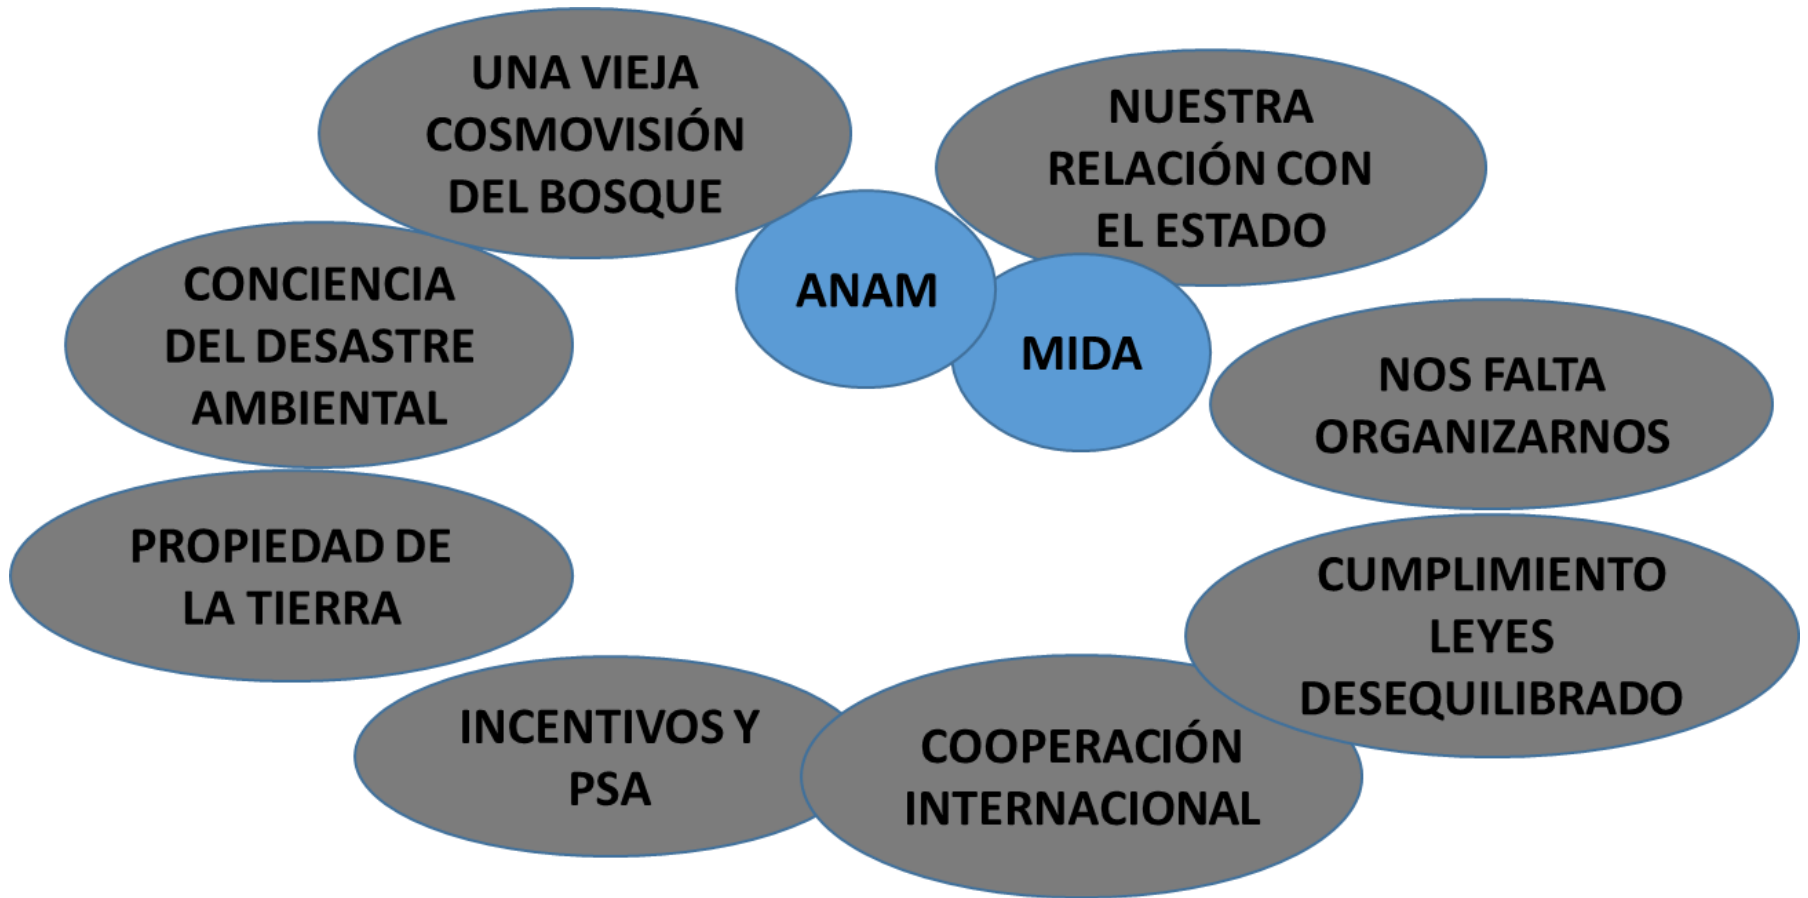 UNA VIEJA
COSMOVISIÓN
DEL BOSQUE
NUESTRA
RELACIÓN CON
EL ESTADO
ANAM
MIDA
CONCIENCIA
DEL DESASTRE
AMBIENTAL
NOS FALTA
ORGANIZARNOS
PROPIEDAD DE
LA TIERRA
CUMPLIMIENTO
LEYES
DESEQUILIBRADO
INCENTIVOS Y
PSA
COOPERACIÓN
INTERNACIONAL